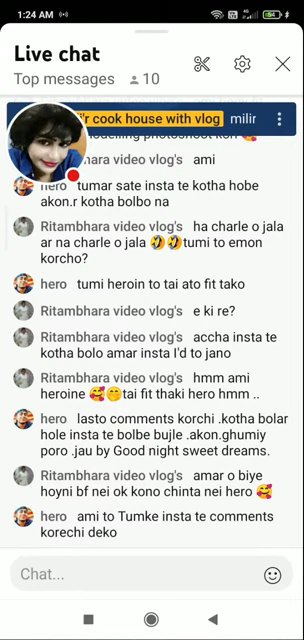 1:24 AM
54
Live chat
Top messages 10
i'r cook house with vlog milir
hara video vlog's ami
hero tumar sate insta te kotha hobe
akon.r kotha bolbo na
Ritambhara video vlog's ha charle o jala
ar na charle o jala 🤣🤣tumi to emon
korcho?
hero tumi heroin to tai ato fit tako
Ritambhara video vlog's e ki re?
Ritambhara video vlog's accha insta te
kotha bolo amar insta I'd to jano
Ritambhara video vlog's hmm ami
heroine 🥰🤭tai fit thaki hero hmm ..
hero lasto comments korchi .kotha bolar
hole insta te bolbe bujle .akon.ghumiy
poro .jau by Good night sweet dreams.
Ritambhara video vlog's amar o biye
hoyni bf nei ok kono chinta nei hero 🥰
hero ami to Tumke insta te comments
korechi deko
Chat...